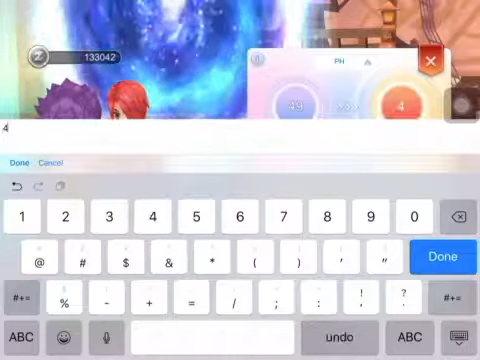 133042
PH
49
4
4
Done Cancel
1 2 3 4 5 6 7 8 9 0
@ # $ & * ( ) ' "
Done
#+= % - + = / ; : ! ? #+=
ABC undo ABC